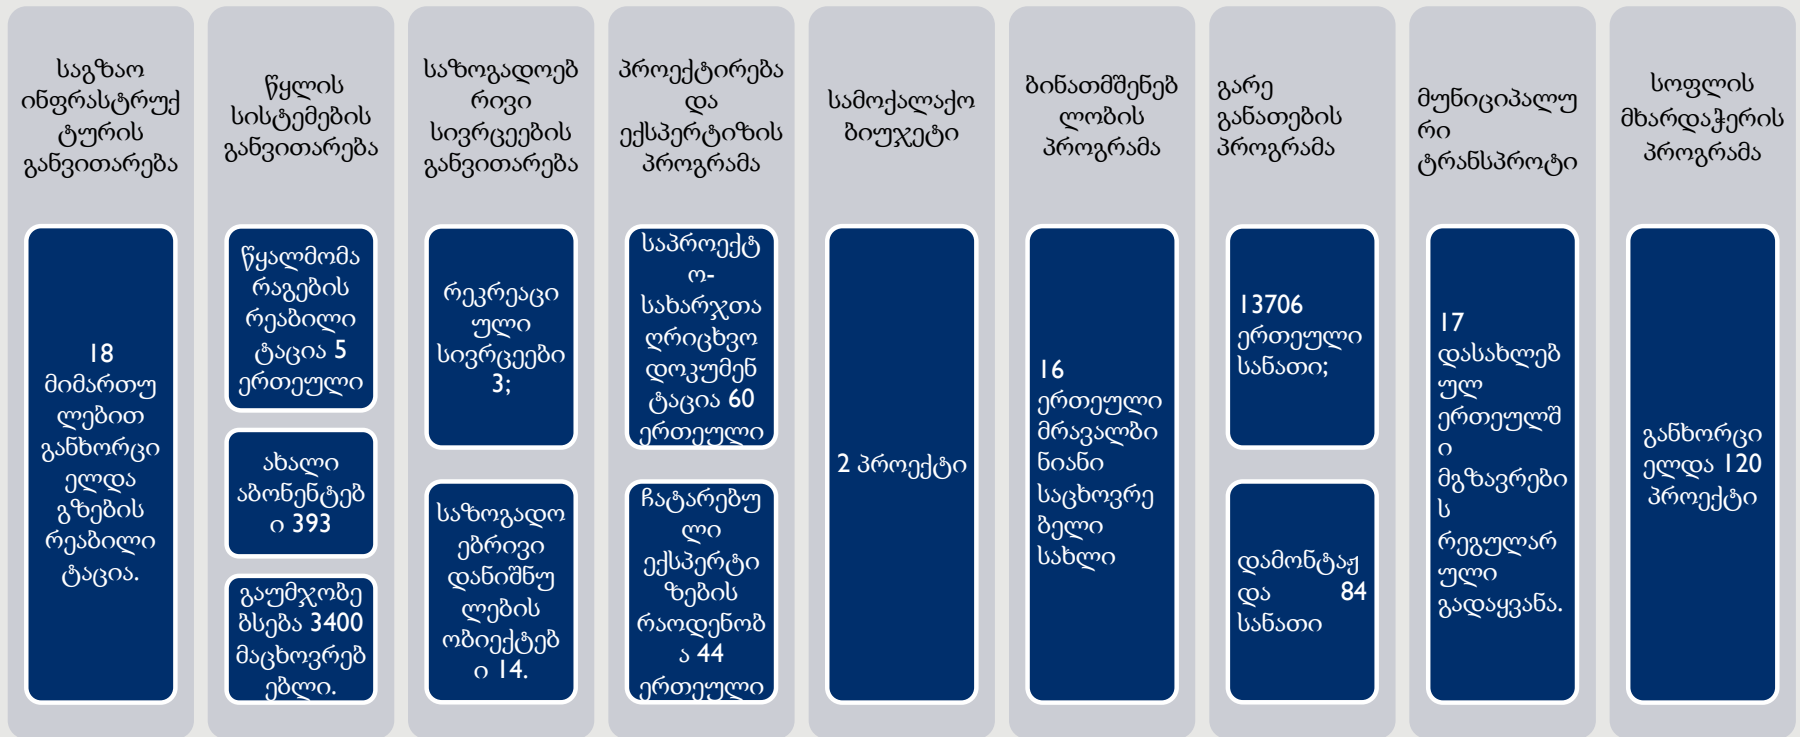 საგზაო
ინფრასტრუქ
ტურის
განვითარება
18
მიმართუ
ლებით
განხორცი
ელდა
გზების
რეაბილი
ტაცია.
წყლის
სისტემების
განვითარება
წყალმომა
რაგების
რეაბილი
ტაცია 5
ერთეული
ახალი
აბონენტებ
ი 393
გაუმჯობე
ბსება 3400
მაცხოვრებ
ებლი.
საზოგადოებ
რივი
სივრცეების
განვითარება
რეკრეაცი
ული
სივრცეები
3;
საზოგადო
ებრივი
დანიშნუ
ლების
ობიექტებ
ი 14.
პროექტირება
და
ექსპერტიზის
პროგრამა
საპროექტ
ო-
სახარჯთა
ღრიცხვო
დოკუმენ
ტაცია 60
ერთეული
ჩატარებუ
ლი
ექსპერტი
ზების
რაოდენობ
ა 44
ერთეული
სამოქალაქო
ბიუჯეტი
2 პროექტი
ბინათმშენებ
ლობის
პროგრამა
16
ერთეული
მრავალბი
ნიანი
საცხოვრე
ბელი
სახლი
გარე
განათების
პროგრამა
13706
ერთეული
სანათი;
დამონტაჟ
და 84
სანათი
მუნიციპალუ
რი
ტრანსპროტი
17
დასახლებ
ულ
ერთეულშ
ი
მგზავრები
ს
რეგულარ
ული
გადაყვანა.
სოფლის
მხარდაჭერის
პროგრამა
განხორცი
ელდა 120
პროექტი